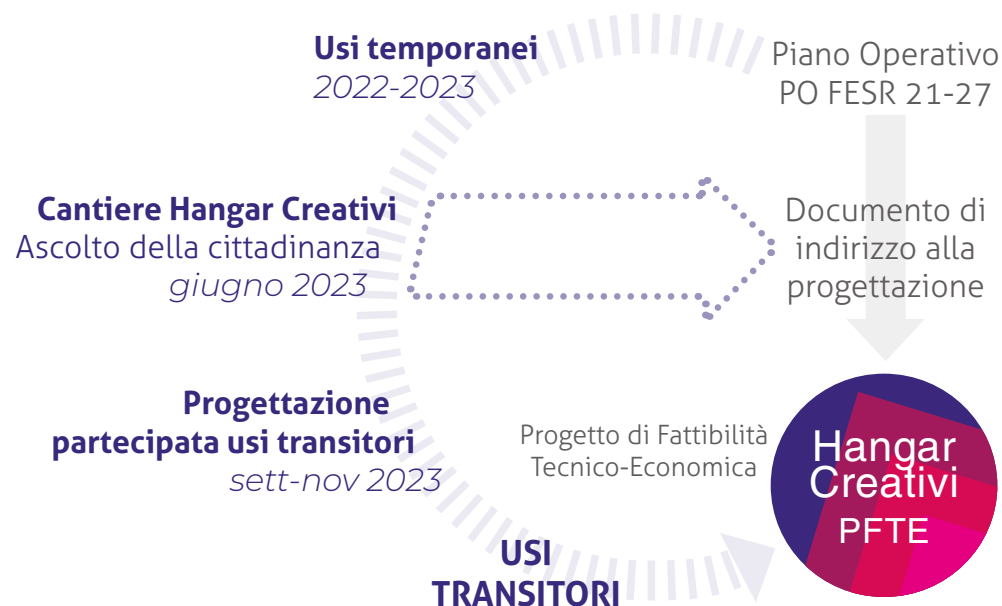 Usi temporanei
2022-2023
Piano Operativo
PO FESR 21-27
Cantiere Hangar Creativi
Ascolto della cittadinanza
giugno 2023
Documento di
indirizzo alla
progettazione
Progettazione
partecipata usi transitori
sett-nov 2023
Progetto di Fattibilità
Tecnico-Economica
Hangar
Creativi
PFTE
USI
TRANSITORI